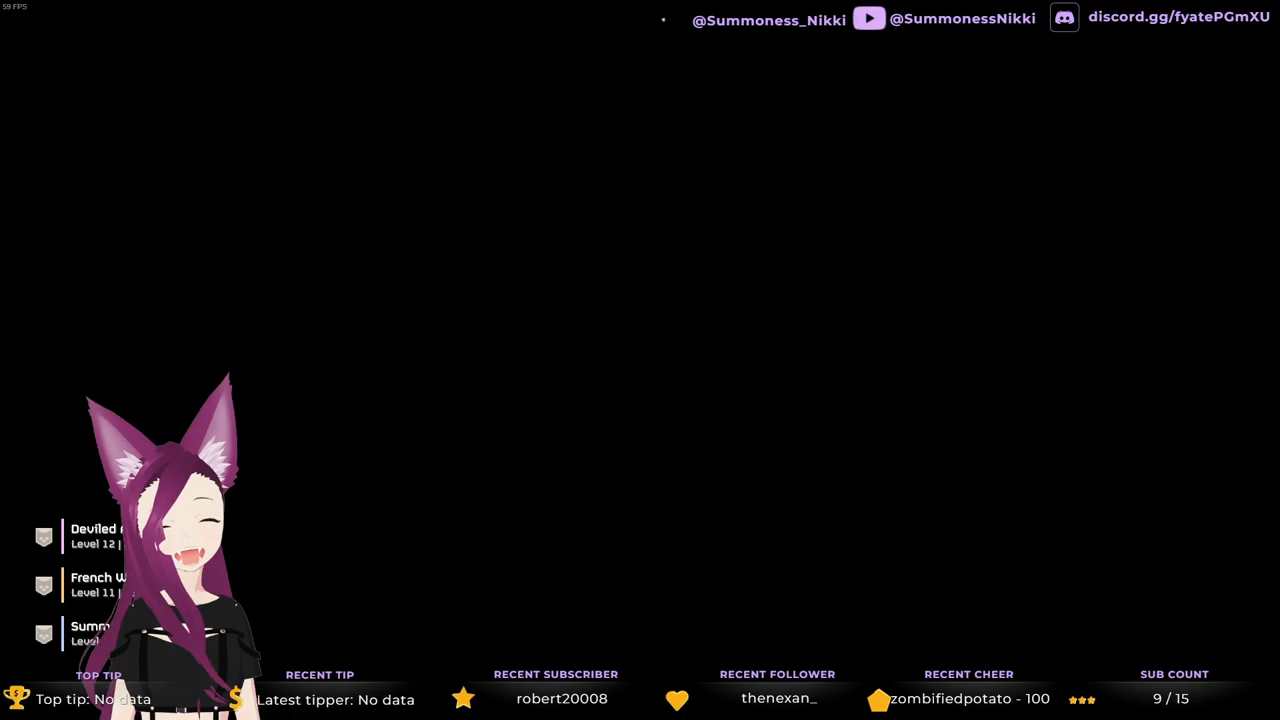 59 FPS
@Summoness_Nikki @SummonessNikki discord.gg/fyatePGmXU
Deviled
Level 12 |
French W
Level 11 |
Summ
Level
TOP TIP RECENT TIP RECENT SUBSCRIBER RECENT FOLLOWER RECENT CHEER SUB COUNT
Top tip: No data Latest tipper: No data robert20008 thenexan_ zombifiedpotato - 100 9 / 15